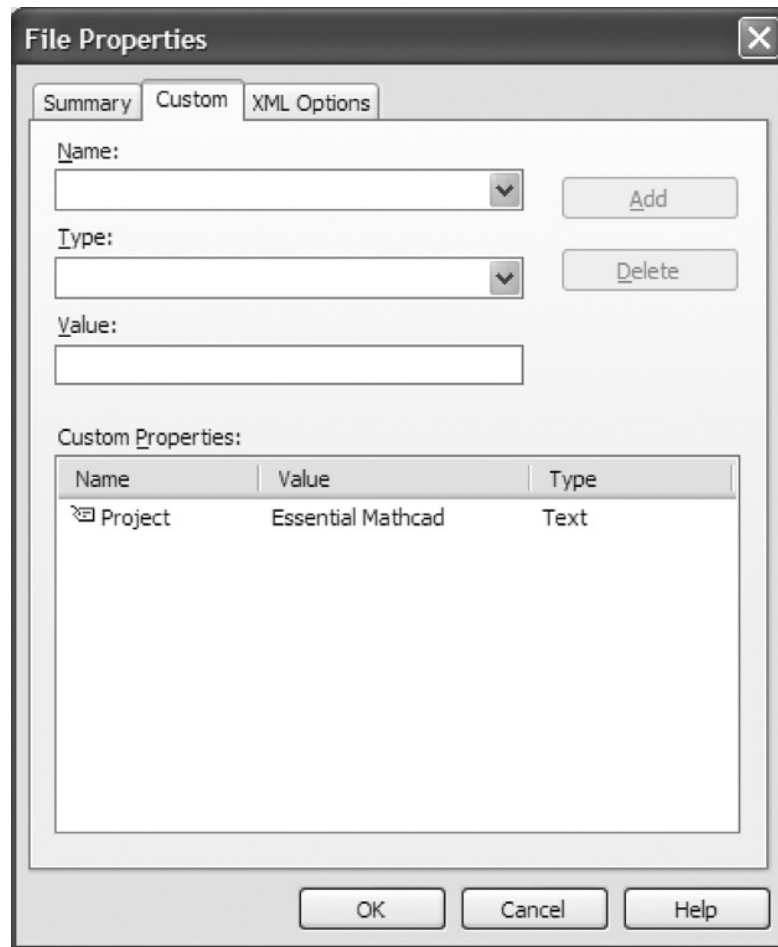 File Properties
Summary Custom XML Options
Name:
Add
Type:
Delete
Value:
Custom Properties:
Name Value Type
Project Essential Mathcad Text
OK Cancel Help